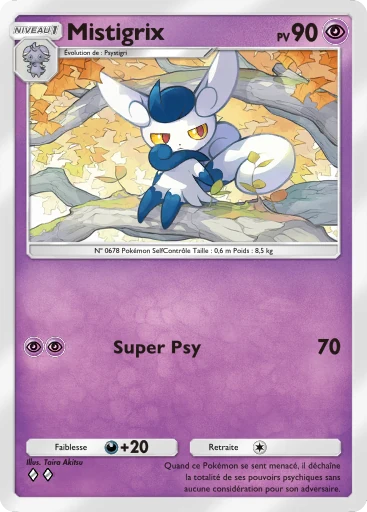 NIVEAU 1
Mistigrix
PV 90
Évolution de : Psystigri
N° 0678 Pokémon SelfContrôle Taille : 0,6 m Poids : 8,5 kg
Super Psy 70
Faiblesse +20 Retraite
Illus. Taira Akitsu
Quand ce Pokémon se sent menacé, il déchaîne
la totalité de ses pouvoirs psychiques sans
aucune considération pour son adversaire.